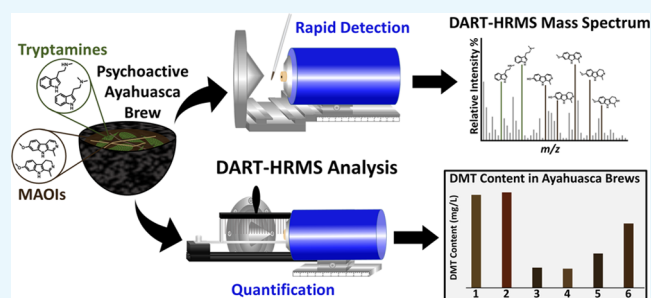 Tryptamines
Psychoactive
Ayahuasca
Brew
MAOIs
Rapid Detection
DART-HRMS Analysis
Quantification
DART-HRMS Mass Spectrum
Relative Intensity %
m/z
DMT Content in Ayahuasca Brews
DMT Content (mg/L)
1 2 3 4 5 6